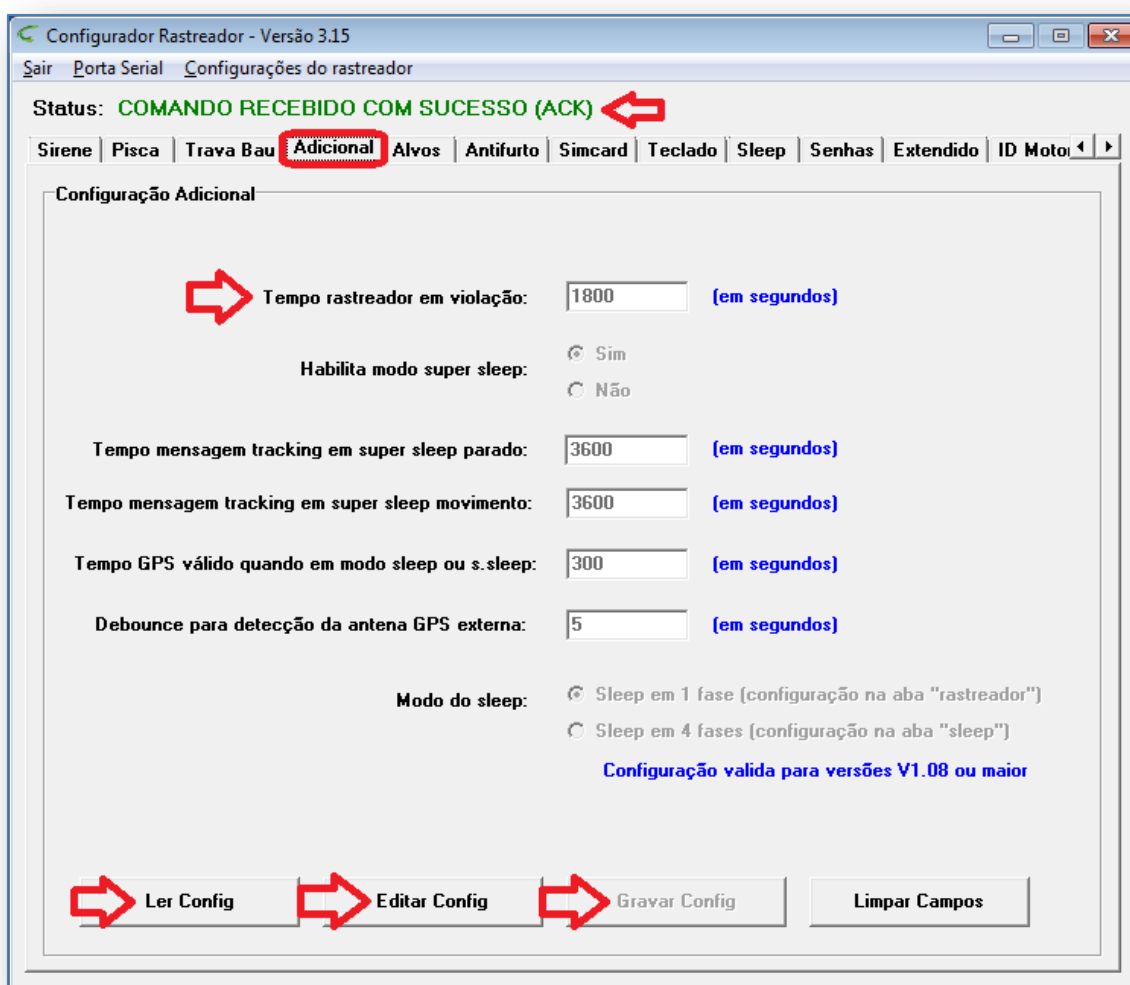 Configurador Rastreador - Versão 3.15
Sair Porta Serial Configurações do rastreador
Status: COMANDO RECEBIDO COM SUCESSO (ACK)
Sirene Pisca Trava Bau Adicional Alvos Antifurto Simcard Teclado Sleep Senhas Extendido ID Moto
Configuração Adicional
Tempo rastreador em violação: 1800 (em segundos)
Habilita modo super sleep: Sim
Não
Tempo mensagem tracking em super sleep parado: 3600 (em segundos)
Tempo mensagem tracking em super sleep movimento: 3600 (em segundos)
Tempo GPS válido quando em modo sleep ou s.sleep: 300 (em segundos)
Debounce para detecção da antena GPS externa: 5 (em segundos)
Modo do sleep: Sleep em 1 fase (configuração na aba "rastreador")
Sleep em 4 fases (configuração na aba "sleep")
Configuração valida para versões V1.08 ou maior
Ler Config Editar Config Gravar Config Limpar Campos